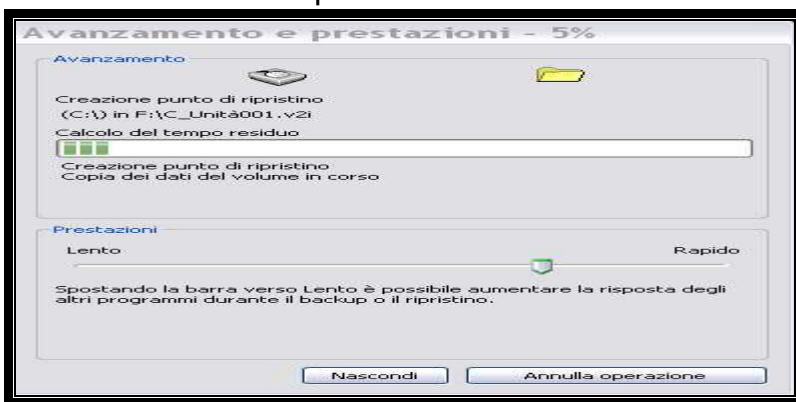 Avanzamento e prestazioni - 5%
Avanzamento
Creazione punto di ripristino
(C:\) in F:\C_Unità001.v2i
Calcolo del tempo residuo
Creazione punto di ripristino
Copia dei dati del volume in corso
Prestazioni
Lento Rapido
Spostando la barra verso Lento è possibile aumentare la risposta degli
altri programmi durante il backup o il ripristino.
Nascondi Annulla operazione